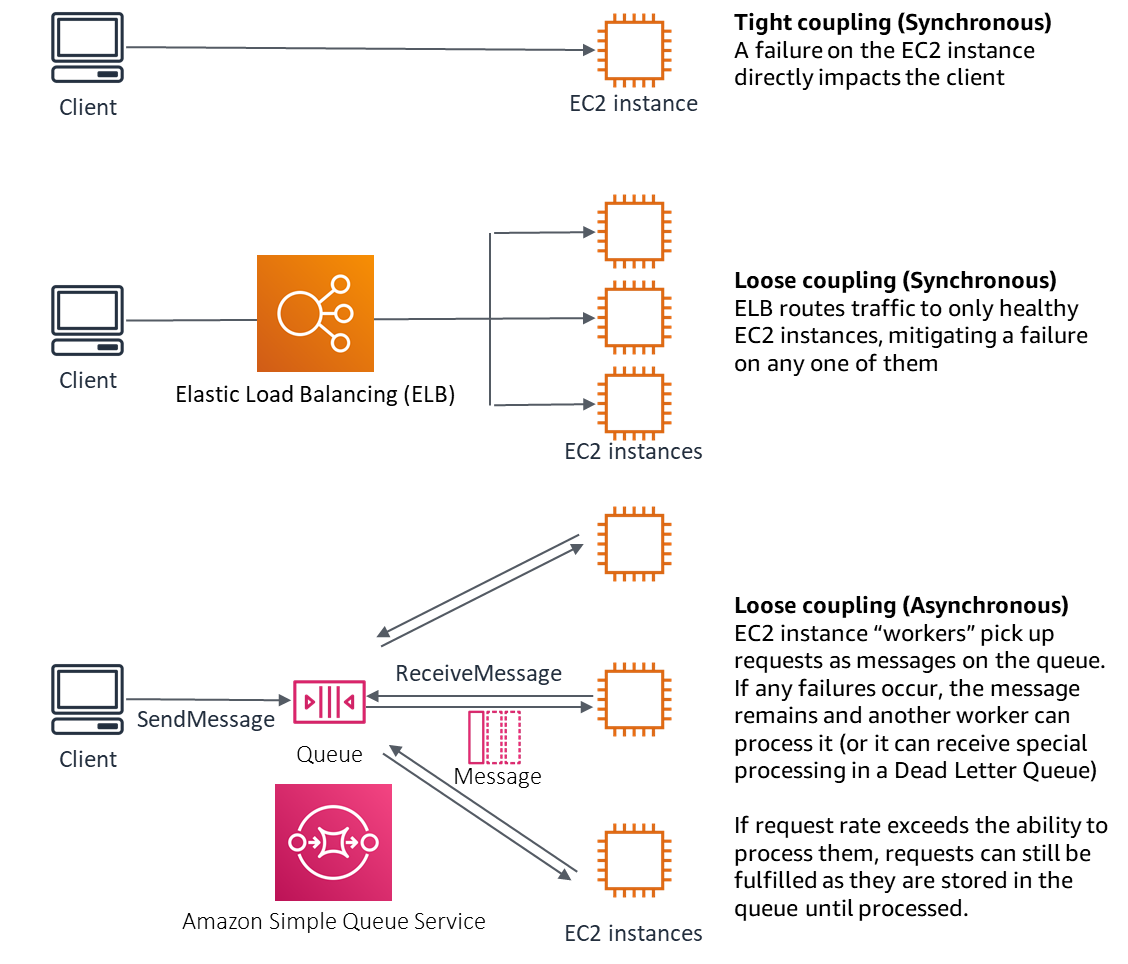 Tight coupling (Synchronous)
A failure on the EC2 instance
directly impacts the client
Client
EC2 instance
Loose coupling (Synchronous)
ELB routes traffic to only healthy
EC2 instances, mitigating a failure
on any one of them
Client
Elastic Load Balancing (ELB)
EC2 instances
Loose coupling (Asynchronous)
EC2 instance “workers” pick up
requests as messages on the queue.
If any failures occur, the message
remains and another worker can
process it (or it can receive special
processing in a Dead Letter Queue)
If request rate exceeds the ability to
process them, requests can still be
fulfilled as they are stored in the
queue until processed.
ReceiveMessage
SendMessage
Client
Queue
Message
Amazon Simple Queue Service
EC2 instances